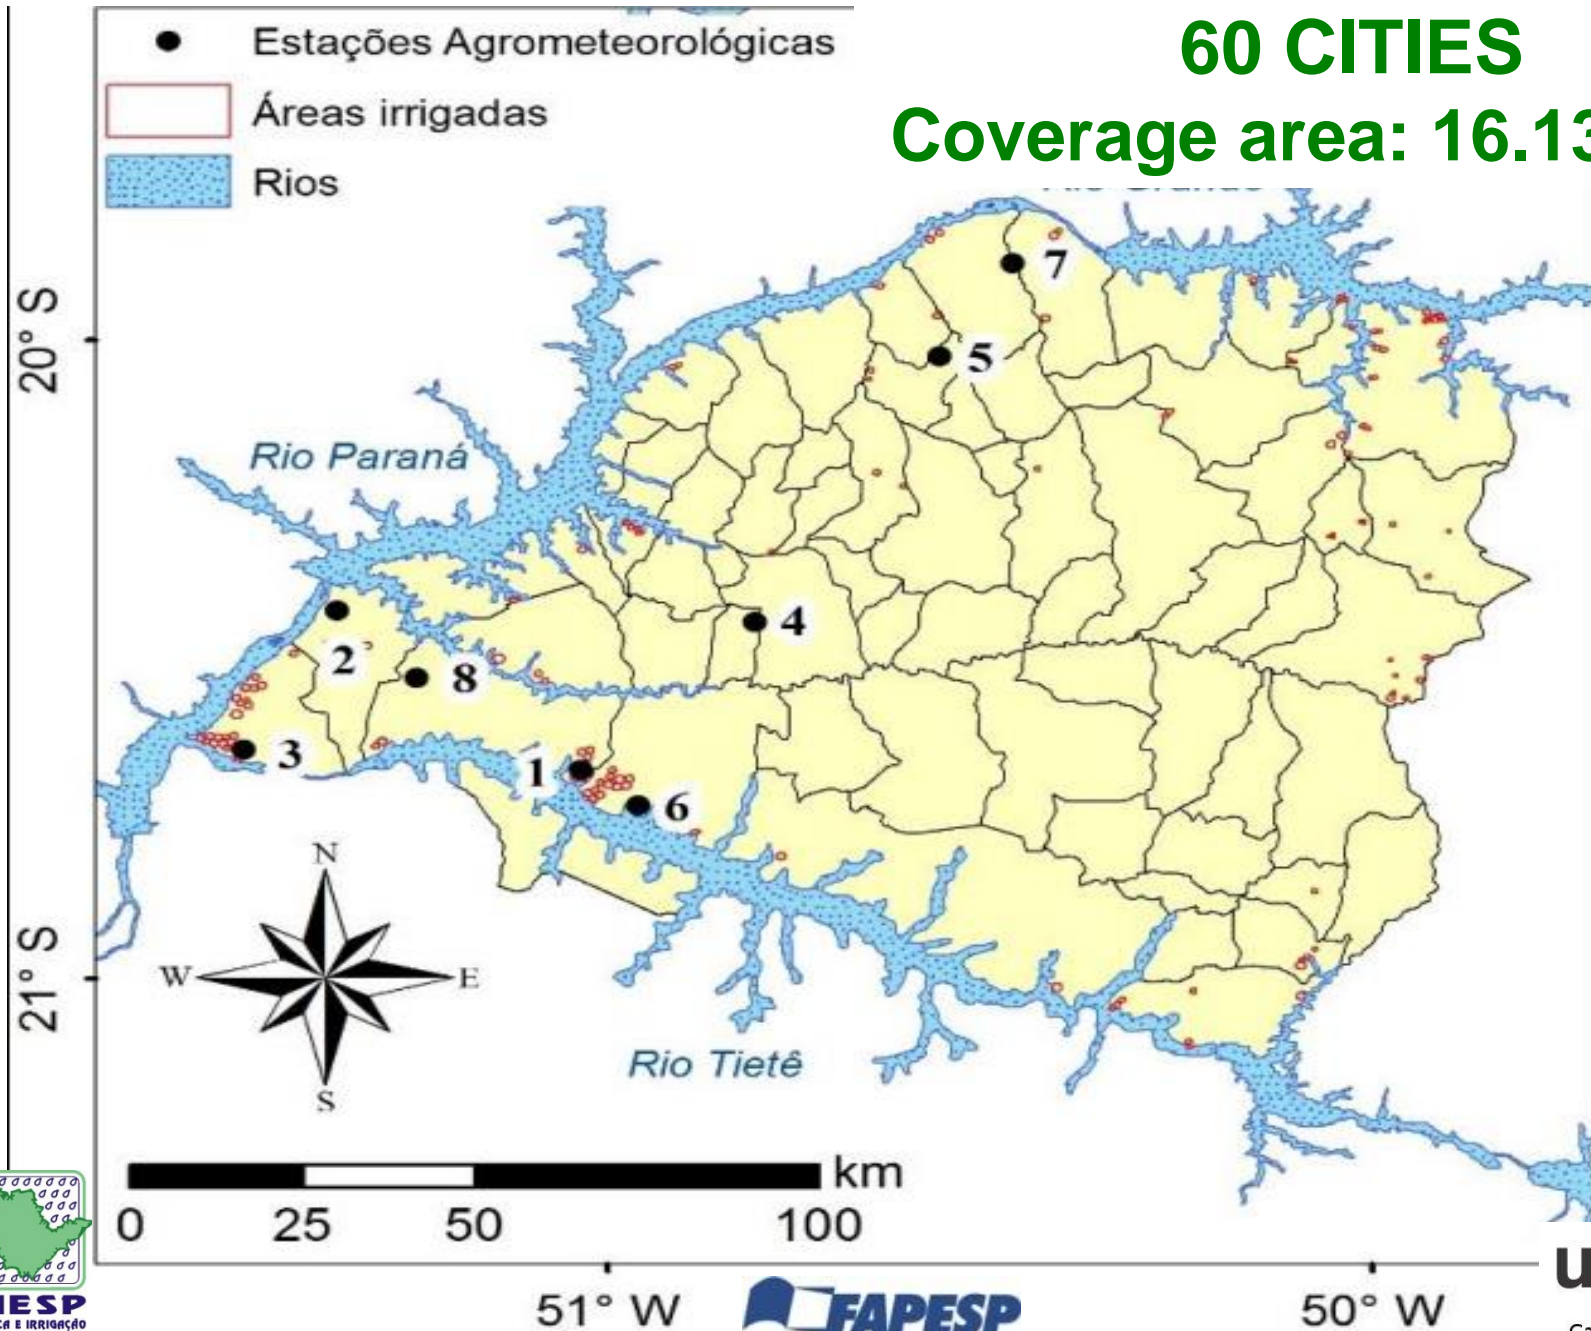 60 CITIES
Coverage area: 16.13
Estações Agrometeorológicas
Áreas irrigadas
Rios
20° S
21° S
Rio Paraná
Rio Tietê
7
5
4
2
8
3
1
6
N
W
E
S
km
0 25 50 100
51° W
50° W
FAPESP